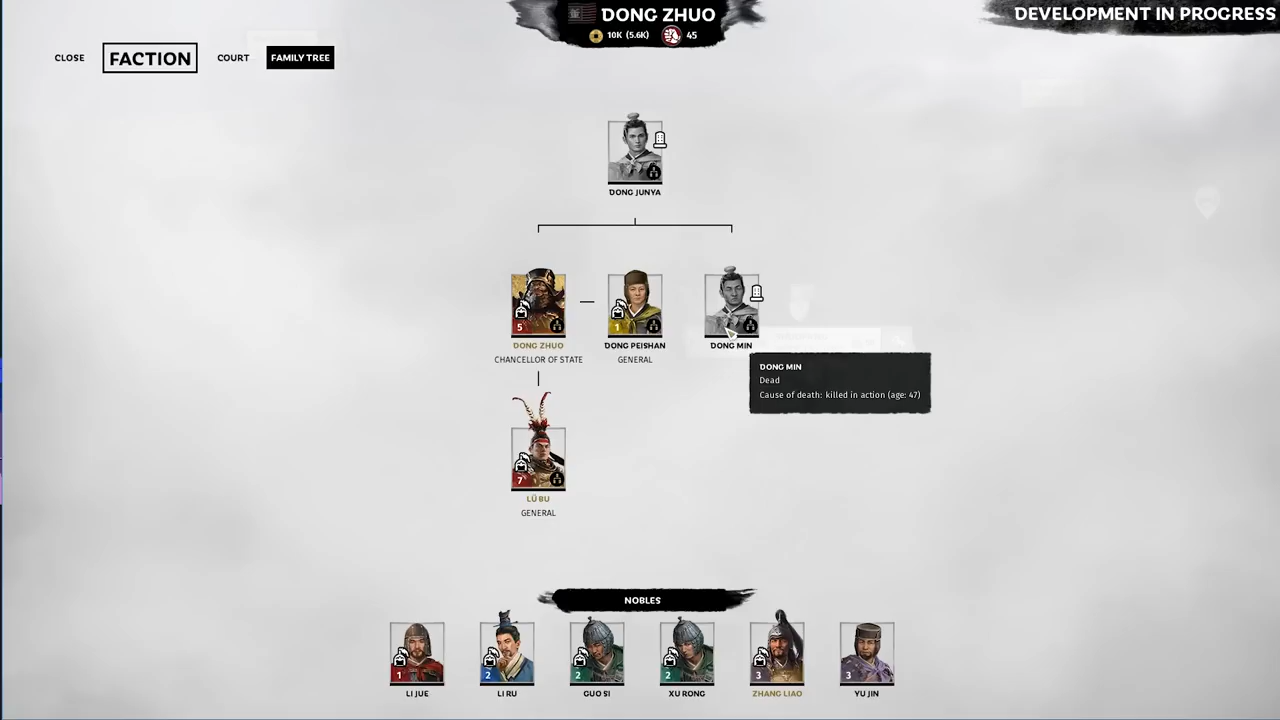 DONG ZHUO
DEVELOPMENT IN PROGRESS
10K (5.6K) 45
CLOSE FACTION COURT FAMILY TREE
DONG JUNYA
5 1
DONG ZHUO DONG PEISHAN DONG MIN
CHANCELLOR OF STATE GENERAL
DONG MIN
Dead
Cause of death: killed in action (age: 47)
7
LÜ BU
GENERAL
NOBLES
1 2 2 2 3 3
LI JUE LI RU GUO SI XU RONG ZHANG LIAO YU JIN